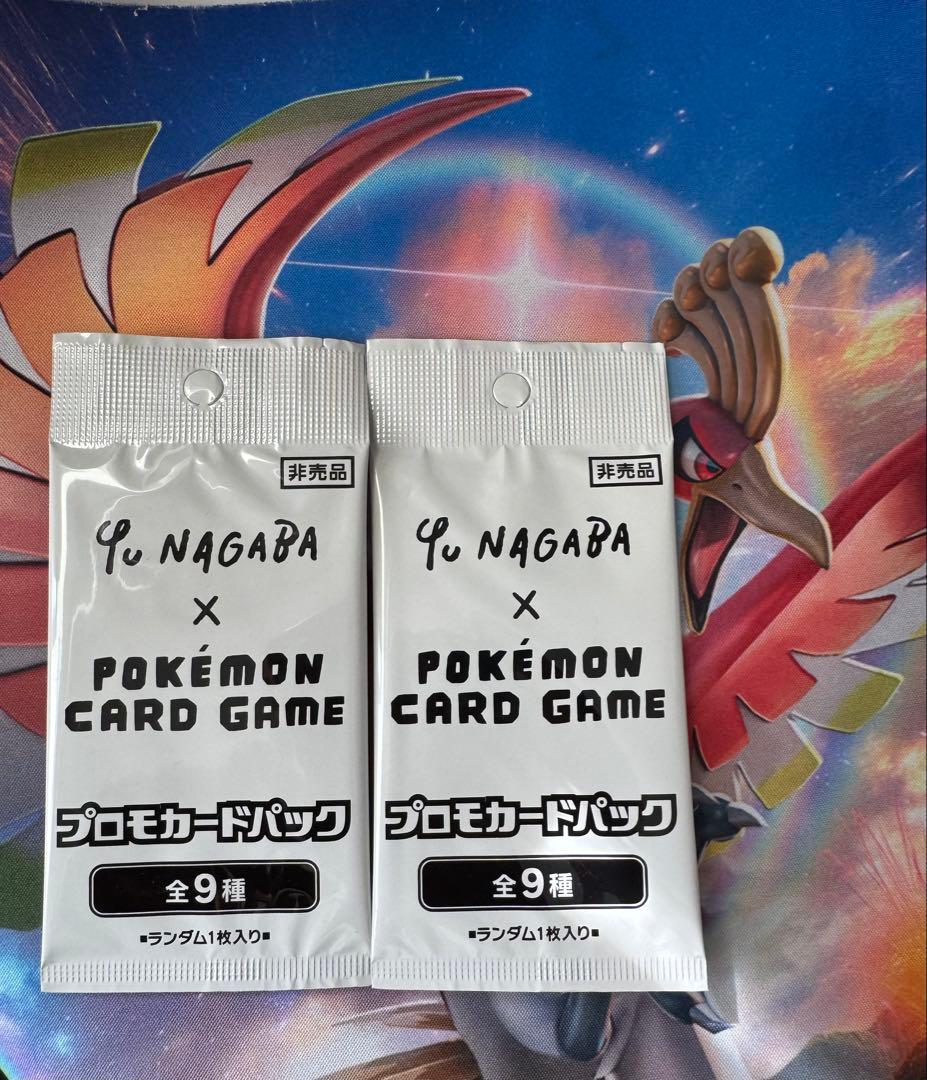 非売品
Yu NAGABA
×
POKÉMON
CARD GAME
プロモカードパック
全9種
■ランダム1枚入り■
非売品
Yu NAGABA
×
POKÉMON
CARD GAME
プロモカードパック
全9種
■ランダム1枚入り■